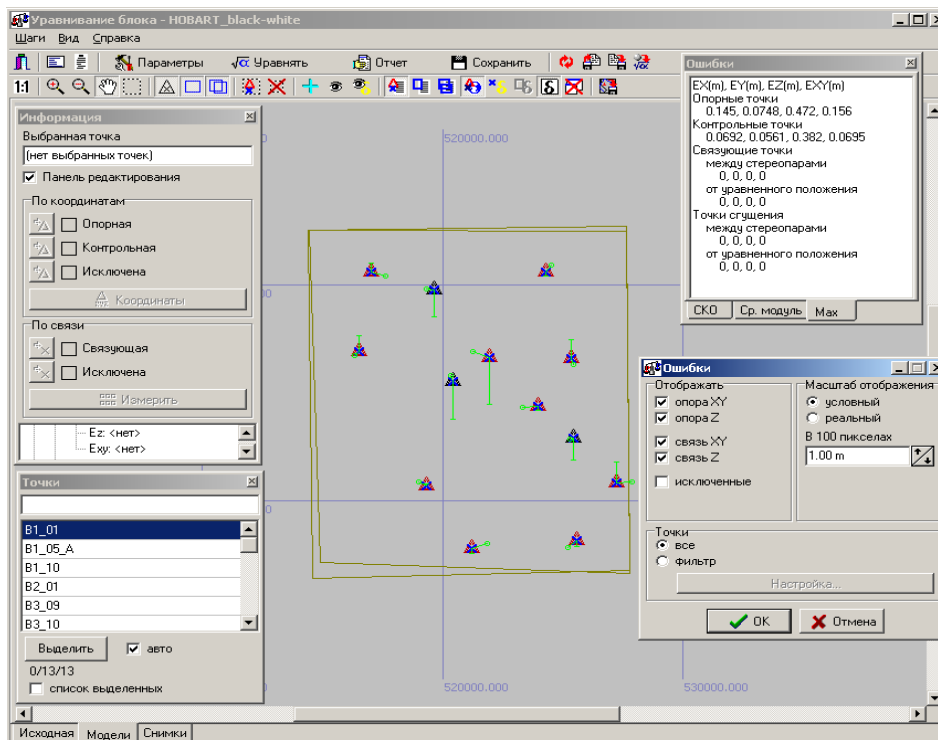 Уравнивание блока - HOBART_black-white
Шаги Вид Справка
Параметры √α Уравнять Отчет Сохранить
1:1
Информация
Выбранная точка
(нет выбранных точек)
Панель редактирования
По координатам
Опорная
Контрольная
Исключена
Координаты
По связи
Связующая
Исключена
Измерить
Ez: <нет>
Exy: <нет>
Точки
B1_01
B1_05_A
B1_10
B2_01
B3_09
B3_10
Выделить авто
0/13/13
список выделенных
520000.000
520000.000 530000.000
Ошибки
EX(m), EY(m), EZ(m), EXY(m)
Опорные точки
0.145, 0.0748, 0.472, 0.156
Контрольные точки
0.0692, 0.0561, 0.382, 0.0695
Связующие точки
между стереопарами
0, 0, 0, 0
от уравненного положения
0, 0, 0, 0
Точки сгущения
между стереопарами
0, 0, 0, 0
от уравненного положения
0, 0, 0, 0
СКО Ср. модуль Max
Ошибки
Отображать
опора XY
опора Z
связь XY
связь Z
исключенные
Масштаб отображения
условный
реальный
В 100 пикселах
1.00 m
Точки
все
фильтр
Настройка...
OK Отмена
Исходная Модели Снимки